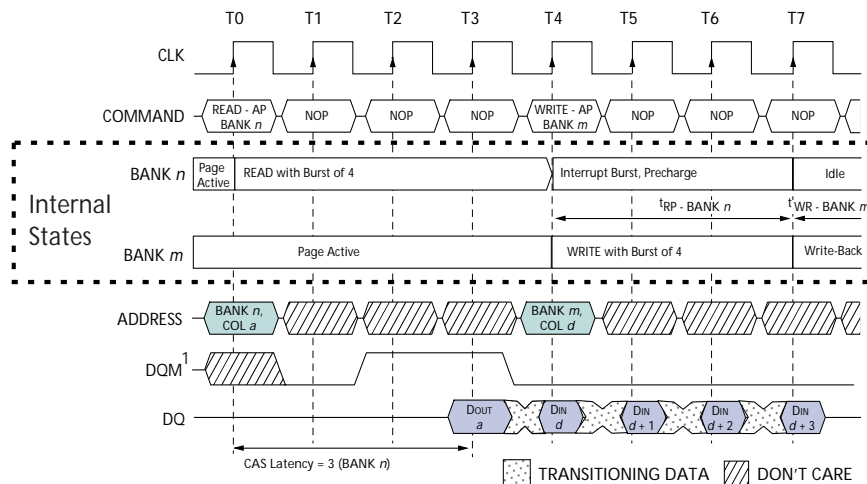 T0 T1 T2 T3 T4 T5 T6 T7
CLK
COMMAND READ - AP BANK n NOP NOP NOP WRITE - AP BANK m NOP NOP NOP
Internal States
BANK n Page Active READ with Burst of 4 Interrupt Burst, Precharge Idle
tRP - BANK n tWR - BANK m
BANK m Page Active WRITE with Burst of 4 Write-Back
ADDRESS BANK n, COL a BANK m, COL d
DQM1
DQ DOUT a DIN d DIN d + 1 DIN d + 2 DIN d + 3
CAS Latency = 3 (BANK n)
TRANSITIONING DATA DON'T CARE